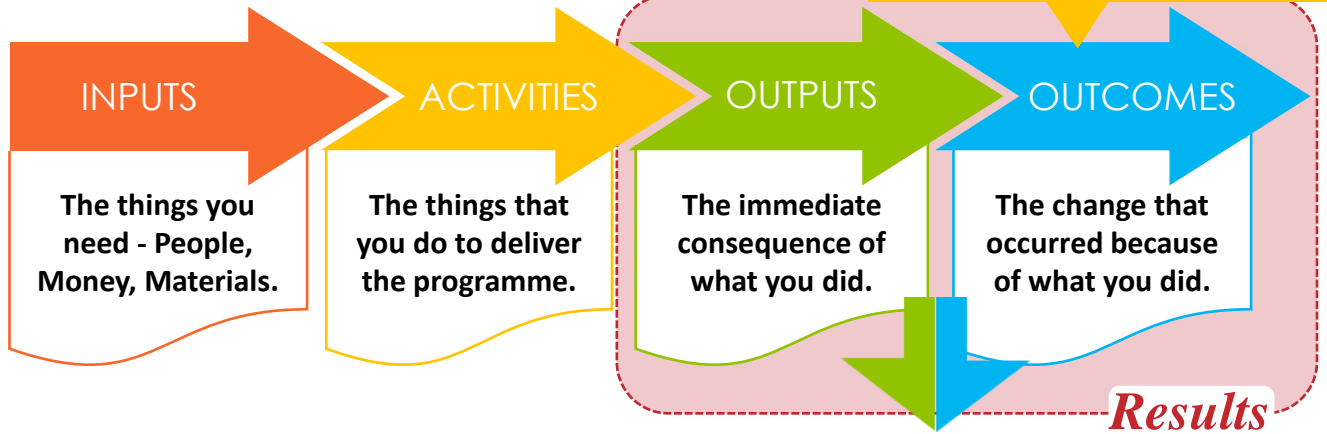 INPUTS
ACTIVITIES
OUTPUTS
OUTCOMES
The things you
need - People,
Money, Materials.
The things that
you do to deliver
the programme.
The immediate
consequence of
what you did.
The change that
occurred because
of what you did.
Results